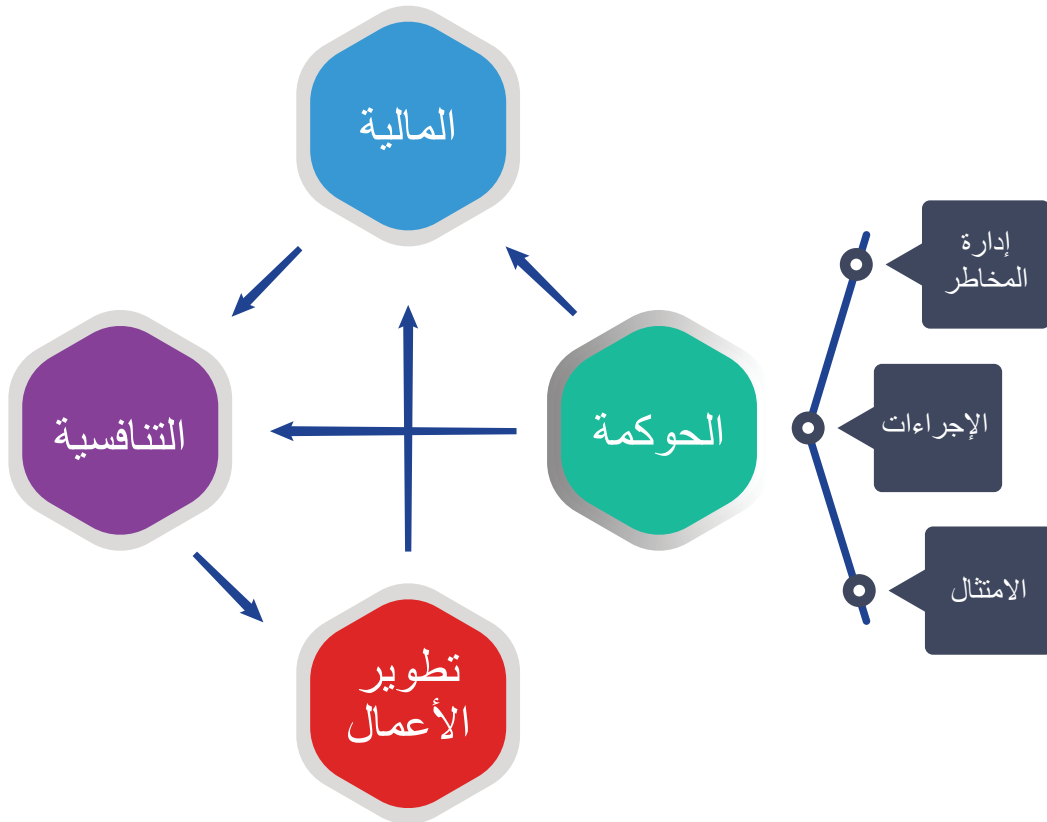 المالية
إدارة
المخاطر
الحوكمة
التنافسية
الإجراءات
الامتثال
تطوير
الأعمال